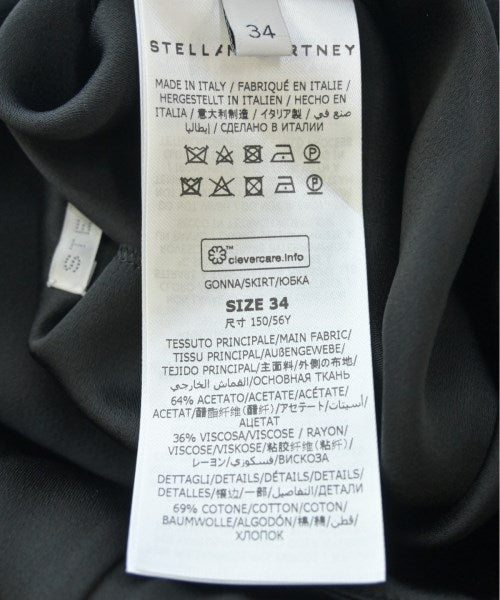 34
STELLA McCARTNEY
MADE IN ITALY / FABRIQUÉ EN ITALIE /
HERGESTELLT IN ITALIEN / HECHO EN
ITALIA / 意大利制造 / イタリア製 / صنع في
إيطاليا / СДЕЛАНО В ИТАЛИИ
clevercare.info
GONNA/SKIRT/ЮБКА
SIZE 34
尺寸 150/56Y
TESSUTO PRINCIPALE/MAIN FABRIC/
TISSU PRINCIPAL/AUßENGEWEBE/
TEJIDO PRINCIPAL/主面料/外側の布地/
القماش الخارجي/ОСНОВНАЯ ТКАНЬ
64% ACETATO/ACETATE/ACÉTATE/
ACETAT/醋酯纤维(醋纤)/アセテート/أسيتات/
АЦЕТАТ
36% VISCOSA/VISCOSE / RAYON/
VISCOSE/VISKOSE/粘胶纤维(粘纤)/
レーヨン/فسكوزي/ВИСКОЗА
DETTAGLI/DETAILS/DÉTAILS/DETAILS/
DETALLES/镶边/一部/التفاصيل/ДЕТАЛИ
69% COTONE/COTTON/COTON/
BAUMWOLLE/ALGODÓN/棉/綿/قطن/
ХЛОПОК
STE